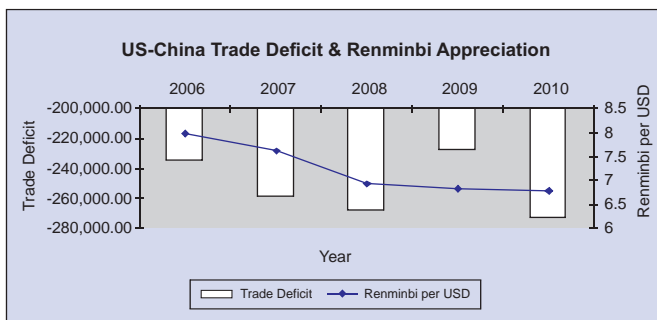 US-China Trade Deficit & Renminbi Appreciation
2006 2007 2008 2009 2010
-200,000.00
-220,000.00
-240,000.00
-260,000.00
-280,000.00
Trade Deficit
8.5
8
7.5
7
6.5
6
Renminbi per USD
Year
Trade Deficit Renminbi per USD